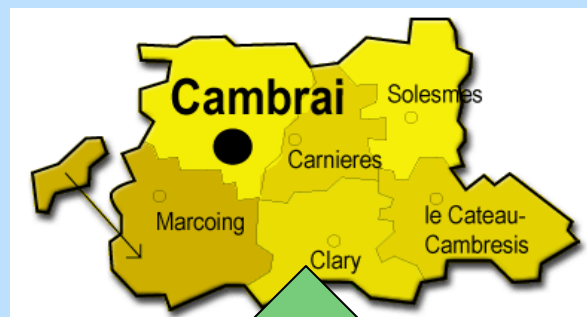 Cambrai
Solesmes
Carnieres
Marcoing
le Cateau-
Cambresis
Clary